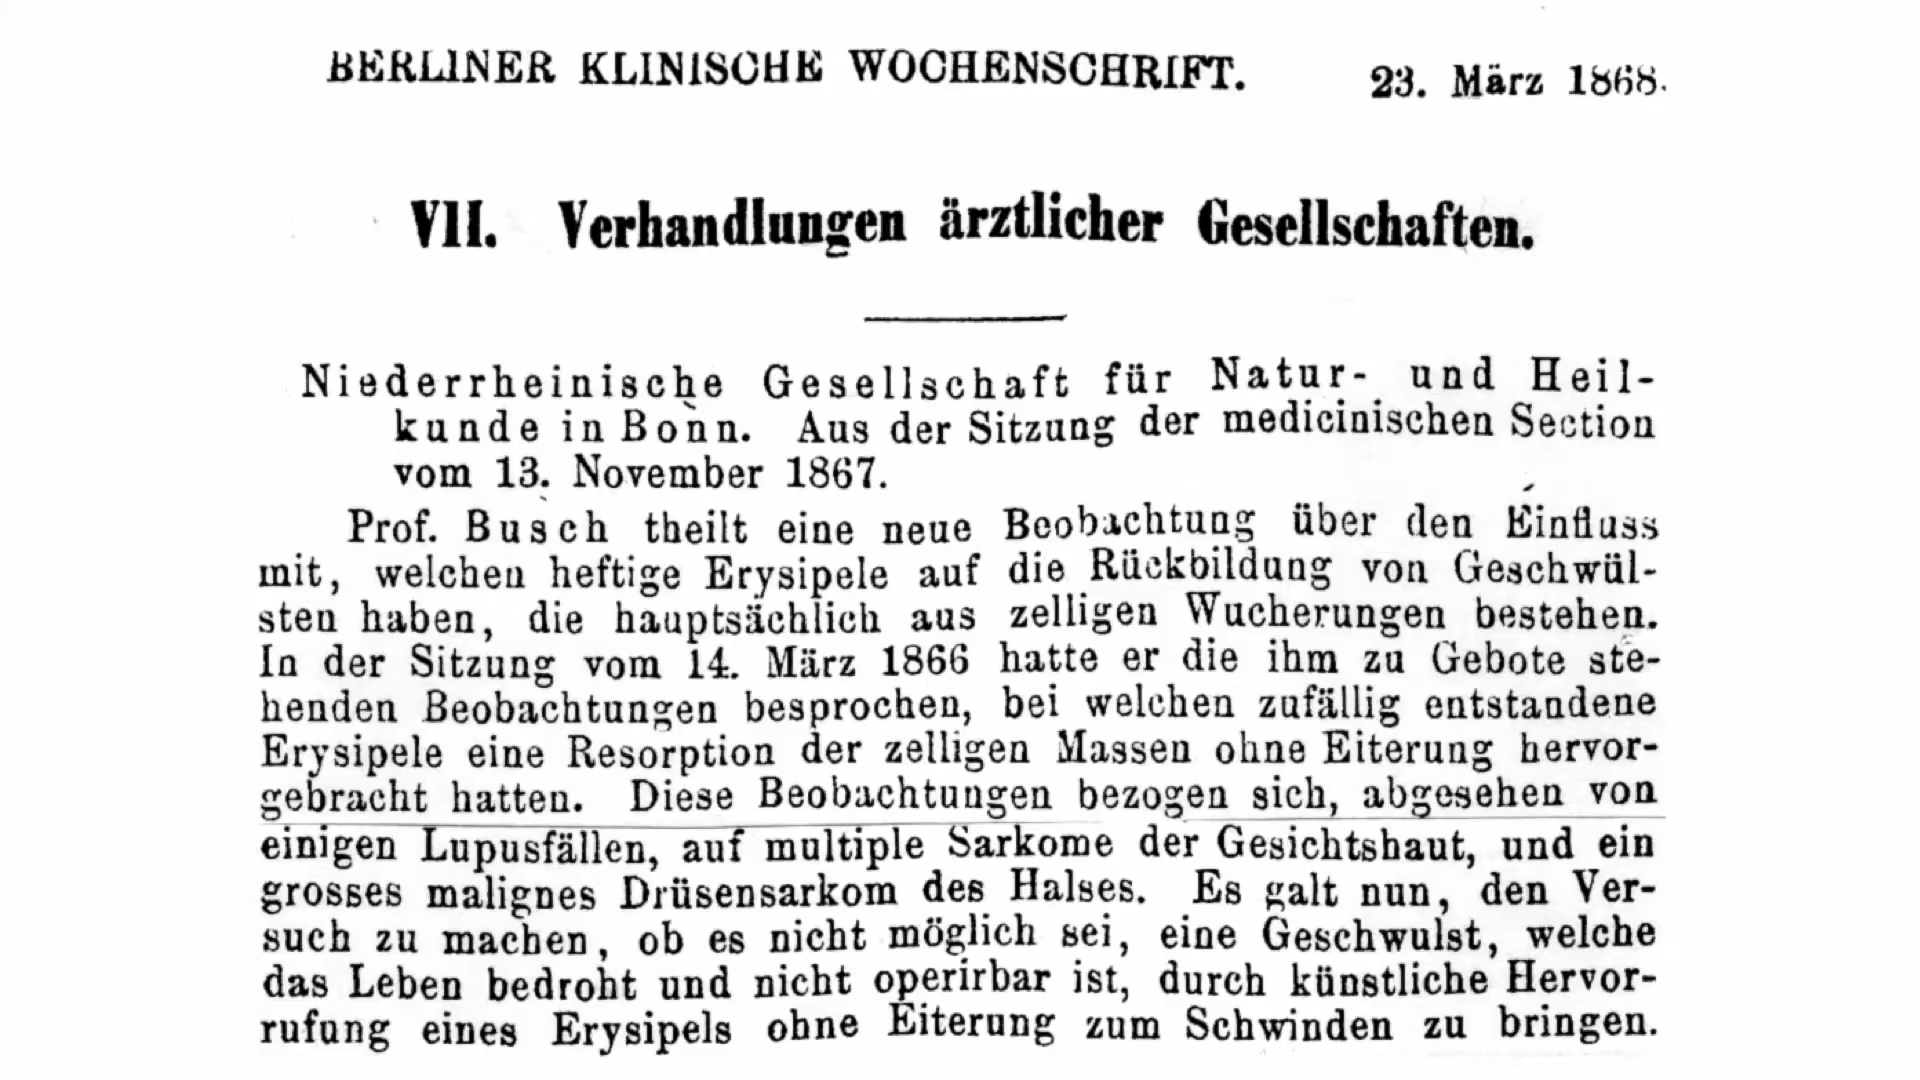 BERLINER KLINISCHE WOCHENSCHRIFT. 23. März 1868.
VII. Verhandlungen ärztlicher Gesellschaften.
Niederrheinische Gesellschaft für Natur- und Heil-
kunde in Bonn. Aus der Sitzung der medicinischen Section
vom 13. November 1867.
Prof. Busch theilt eine neue Beobachtung über den Einfluss
mit, welchen heftige Erysipele auf die Rückbildung von Geschwül-
sten haben, die hauptsächlich aus zelligen Wucherungen bestehen.
In der Sitzung vom 14. März 1866 hatte er die ihm zu Gebote ste-
henden Beobachtungen besprochen, bei welchen zufällig entstandene
Erysipele eine Resorption der zelligen Massen ohne Eiterung hervor-
gebracht hatten. Diese Beobachtungen bezogen sich, abgesehen von
einigen Lupusfällen, auf multiple Sarkome der Gesichtshaut, und ein
grosses malignes Drüsensarkom des Halses. Es galt nun, den Ver-
such zu machen, ob es nicht möglich sei, eine Geschwulst, welche
das Leben bedroht und nicht operirbar ist, durch künstliche Hervor-
rufung eines Erysipels ohne Eiterung zum Schwinden zu bringen.